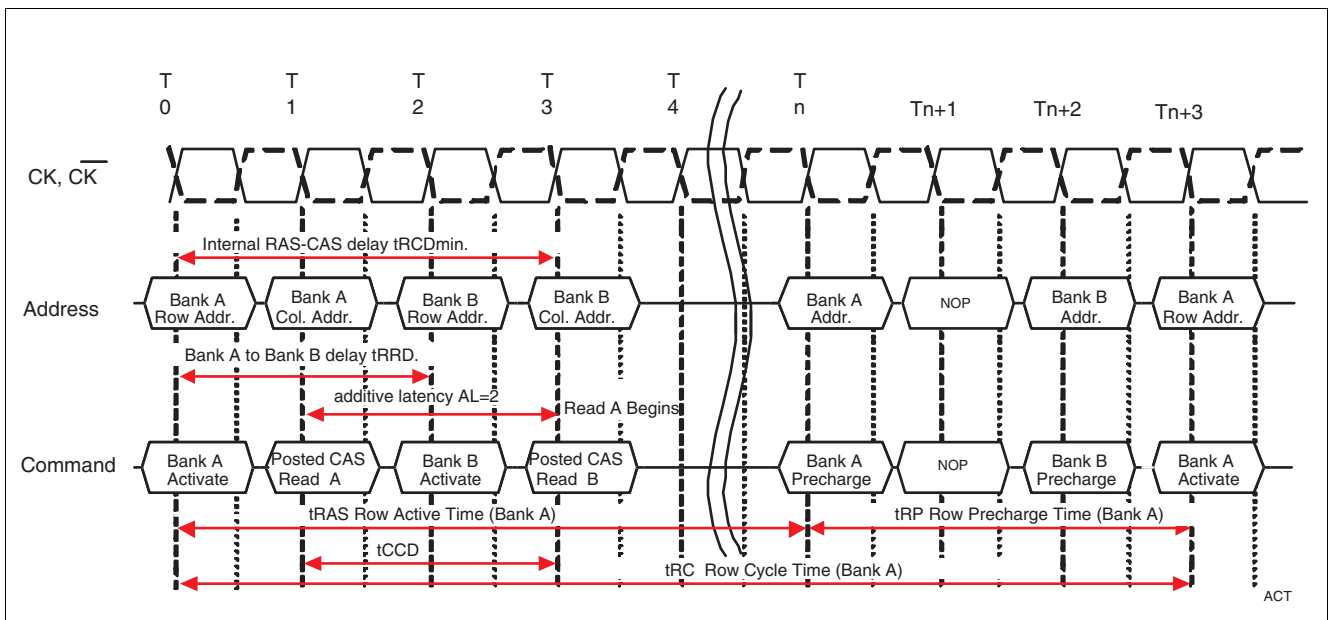 T T T T T T
0 1 2 3 4 n Tn+1 Tn+2 Tn+3
CK, CK
Internal RAS-CAS delay tRCDmin.
Address
Bank A Row Addr.
Bank A Col. Addr.
Bank B Row Addr.
Bank B Col. Addr.
Bank A Addr.
NOP
Bank B Addr.
Bank A Row Addr.
Bank A to Bank B delay tRRD.
additive latency AL=2
Read A Begins
Command
Bank A Activate
Posted CAS Read A
Bank B Activate
Posted CAS Read B
Bank A Precharge
NOP
Bank B Precharge
Bank A Activate
tRAS Row Active Time (Bank A)
tRP Row Precharge Time (Bank A)
tCCD
tRC Row Cycle Time (Bank A)
ACT